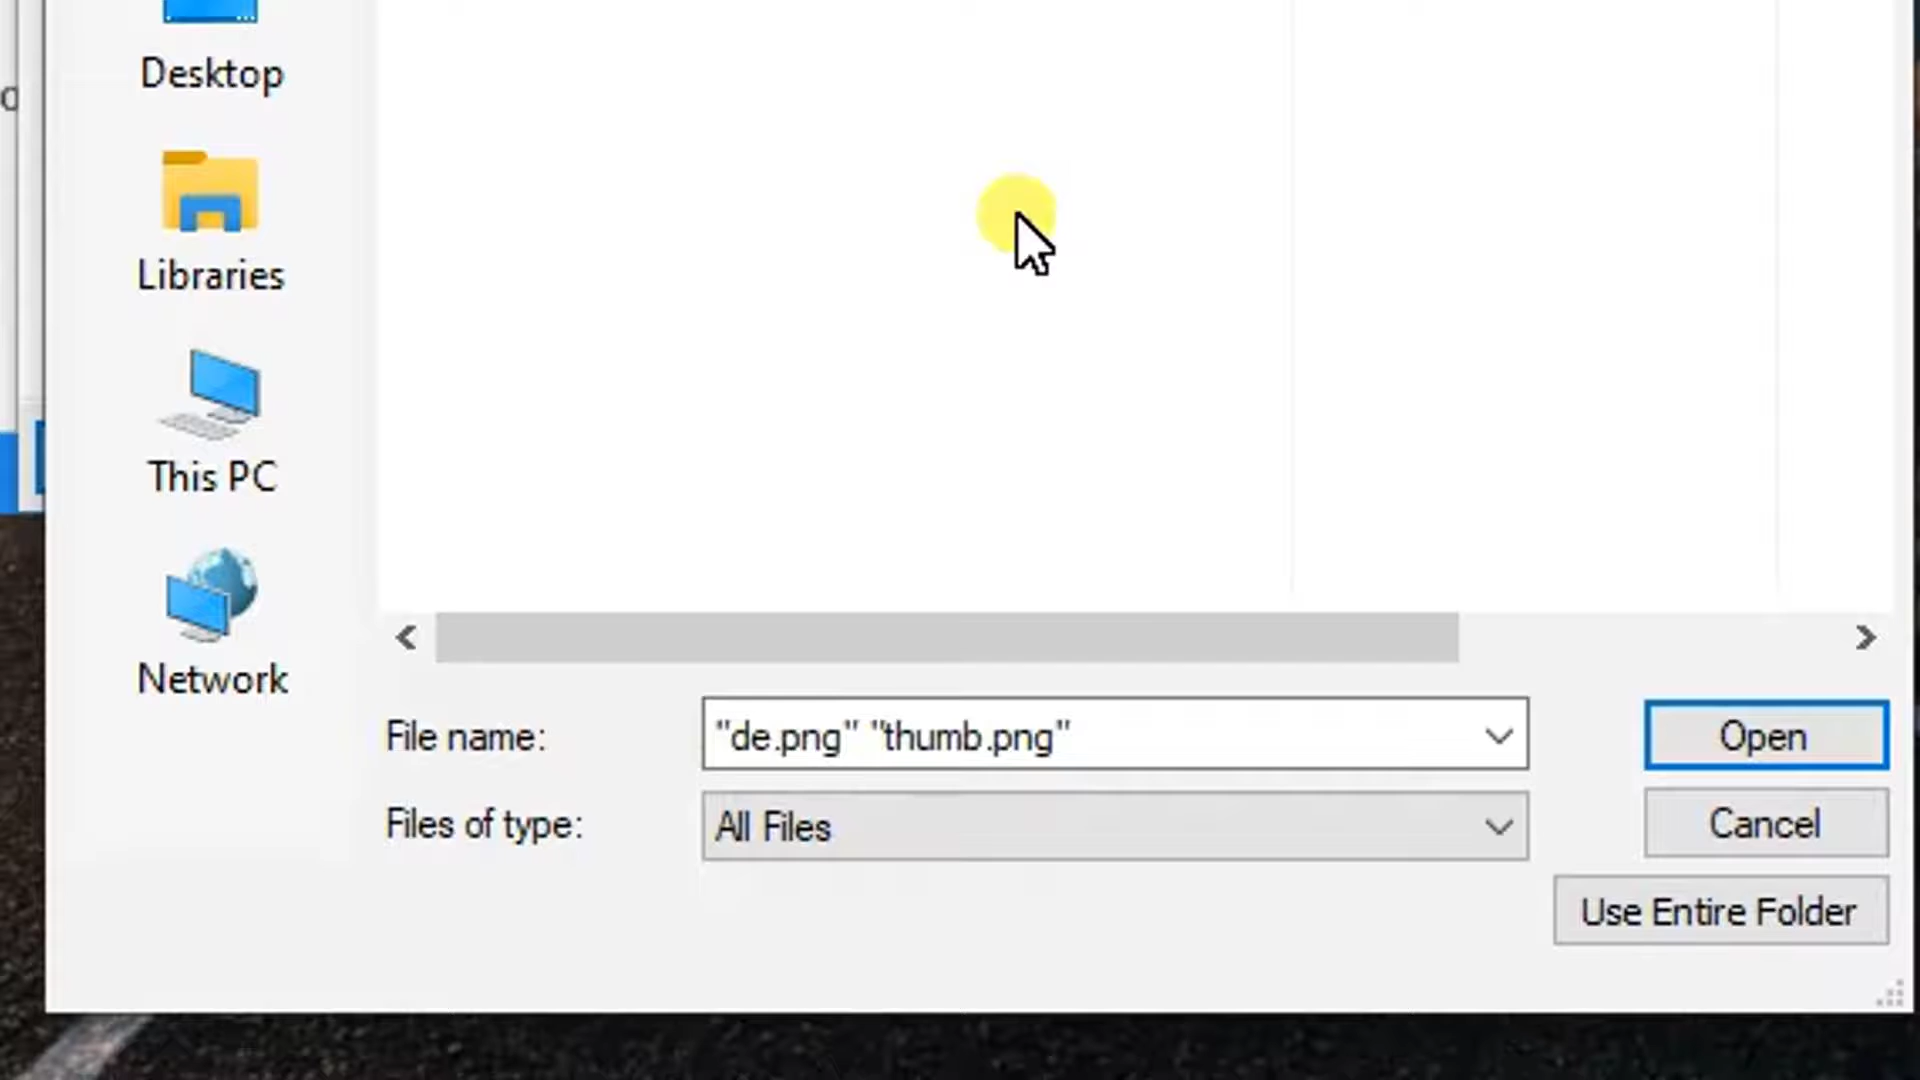 Desktop
Libraries
This PC
Network
File name: "de.png" "thumb.png" Open
Files of type: All Files Cancel
Use Entire Folder